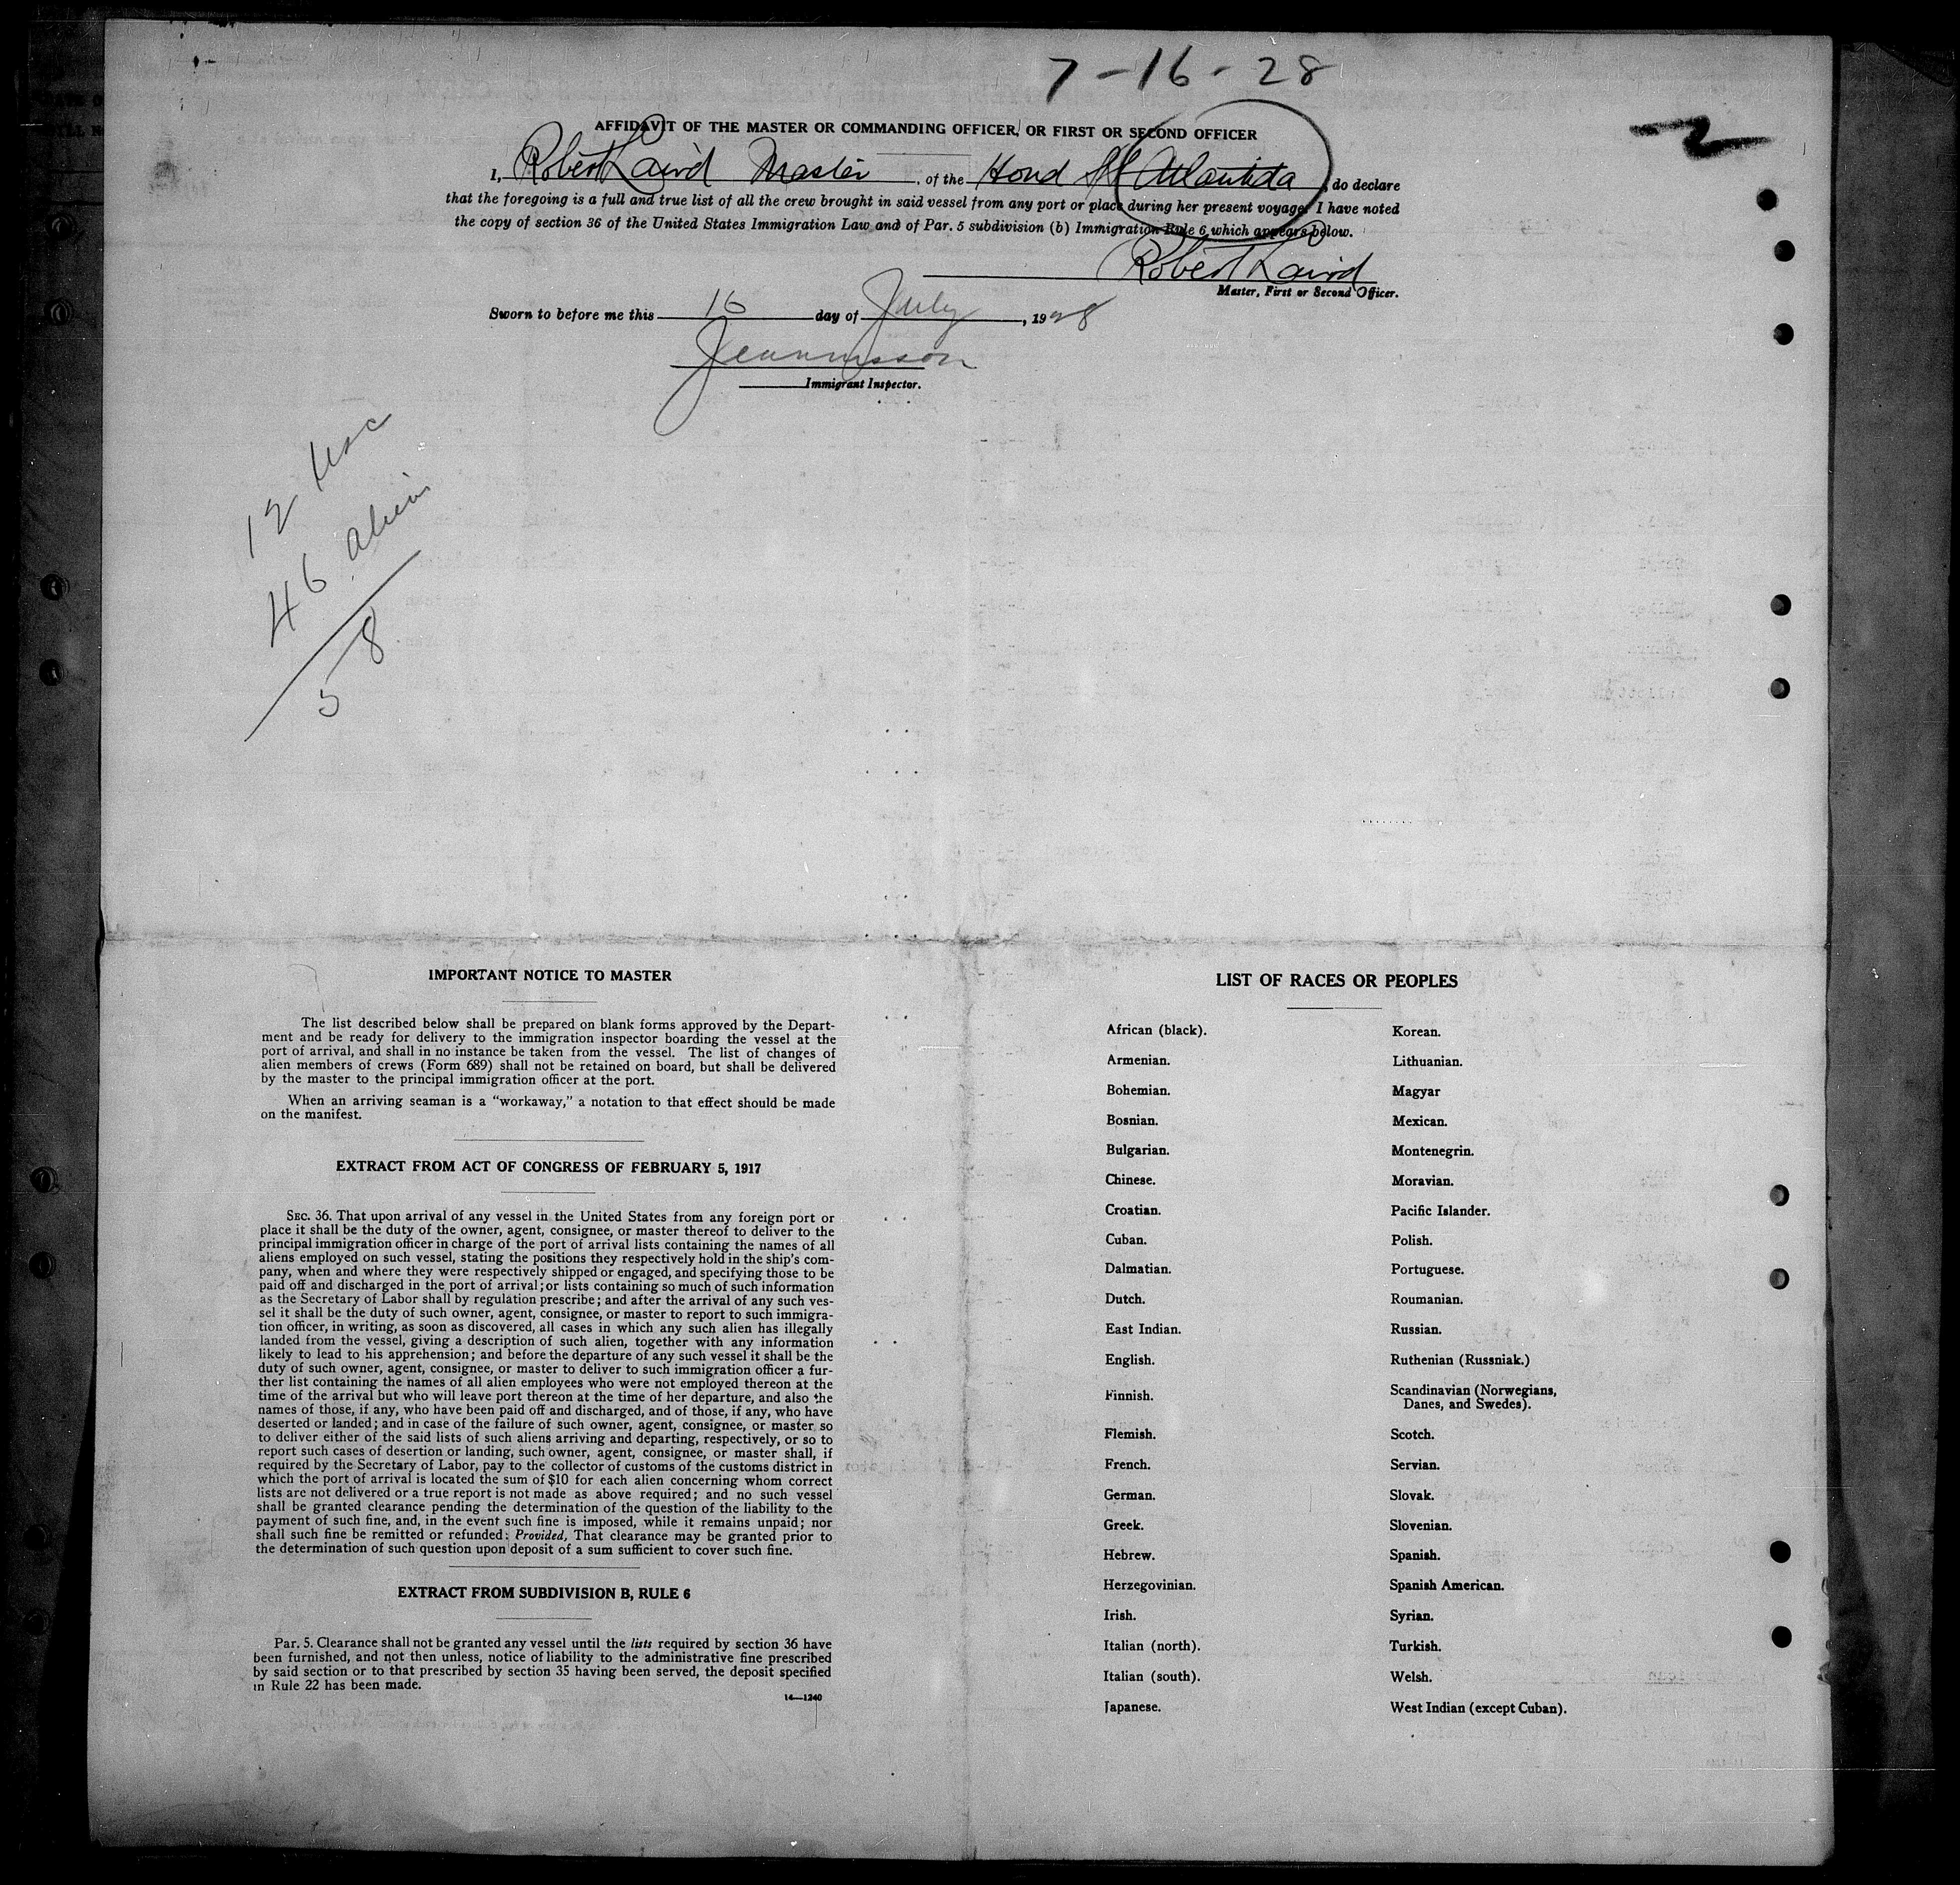 7-16-28
2
AFFIDAVIT OF THE MASTER OR COMMANDING OFFICER, OR FIRST OR SECOND OFFICER
I, Robert Laird Master, of the Hond SS Atlantida, do declare
that the foregoing is a full and true list of all the crew brought in said vessel from any port or place during her present voyage. I have noted
the copy of section 36 of the United States Immigration Law and of Par. 5 subdivision (b) Immigration Rule 6 which appears below.
Robert Laird
Master, First or Second Officer.
Sworn to before me this 16 day of July, 1928
Immigrant Inspector.
12 usc
46 alien
58
IMPORTANT NOTICE TO MASTER
The list described below shall be prepared on blank forms approved by the Depart-
ment and be ready for delivery to the immigration inspector boarding the vessel at the
port of arrival, and shall in no instance be taken from the vessel. The list of changes of
alien members of crews (Form 689) shall not be retained on board, but shall be delivered
by the master to the principal immigration officer at the port.
When an arriving seaman is a "workaway," a notation to that effect should be made
on the manifest.
EXTRACT FROM ACT OF CONGRESS OF FEBRUARY 5, 1917
SEC. 36. That upon arrival of any vessel in the United States from any foreign port or
place it shall be the duty of the owner, agent, consignee, or master thereof to deliver to the
principal immigration officer in charge of the port of arrival lists containing the names of all
aliens employed on such vessel, stating the positions they respectively hold in the ship's com-
pany, when and where they were respectively shipped or engaged, and specifying those to be
paid off and discharged in the port of arrival; or lists containing so much of such information
as the Secretary of Labor shall by regulation prescribe; and after the arrival of any such ves-
sel it shall be the duty of such owner, agent, consignee, or master to report to such immigra-
tion officer, in writing, as soon as discovered, all cases in which any such alien has illegally
landed from the vessel, giving a description of such alien, together with any information
likely to lead to his apprehension; and before the departure of any such vessel it shall be the
duty of such owner, agent, consignee, or master to deliver to such immigration officer a fur-
ther list containing the names of all alien employees who were not employed thereon at the
time of the arrival but who will leave port thereon at the time of her departure, and also the
names of those, if any, who have been paid off and discharged, and of those, if any, who have
deserted or landed; and in case of the failure of such owner, agent, consignee, or master so
to deliver either of the said lists of such aliens arriving and departing, respectively, or so to
report such cases of desertion or landing, such owner, agent, consignee, or master shall, if
required by the Secretary of Labor, pay to the collector of customs of the customs district in
which the port of arrival is located the sum of $10 for each alien concerning whom correct
lists are not delivered or a true report is not made as above required; and no such vessel
shall be granted clearance pending the determination of the question of the liability to the
payment of such fine, and, in the event such fine is imposed, while it remains unpaid; nor
shall such fine be remitted or refunded: Provided, That clearance may be granted prior to
the determination of such question upon deposit of a sum sufficient to cover such fine.
EXTRACT FROM SUBDIVISION B, RULE 6
Par. 5. Clearance shall not be granted any vessel until the lists required by section 36 have
been furnished, and not then unless, notice of liability to the administrative fine prescribed
by said section or to that prescribed by section 35 having been served, the deposit specified
in Rule 22 has been made.
14—1240
LIST OF RACES OR PEOPLES
African (black).
Armenian.
Bohemian.
Bosnian.
Bulgarian.
Chinese.
Croatian.
Cuban.
Dalmatian.
Dutch.
East Indian.
English.
Finnish.
Flemish.
French.
German.
Greek.
Hebrew.
Herzegovinian.
Irish.
Italian (north).
Italian (south).
Japanese.
Korean.
Lithuanian.
Magyar
Mexican.
Montenegrin.
Moravian.
Pacific Islander.
Polish.
Portuguese.
Roumanian.
Russian.
Ruthenian (Russniak.)
Scandinavian (Norwegians,
Danes, and Swedes).
Scotch.
Servian.
Slovak.
Slovenian.
Spanish.
Spanish American.
Syrian.
Turkish.
Welsh.
West Indian (except Cuban).